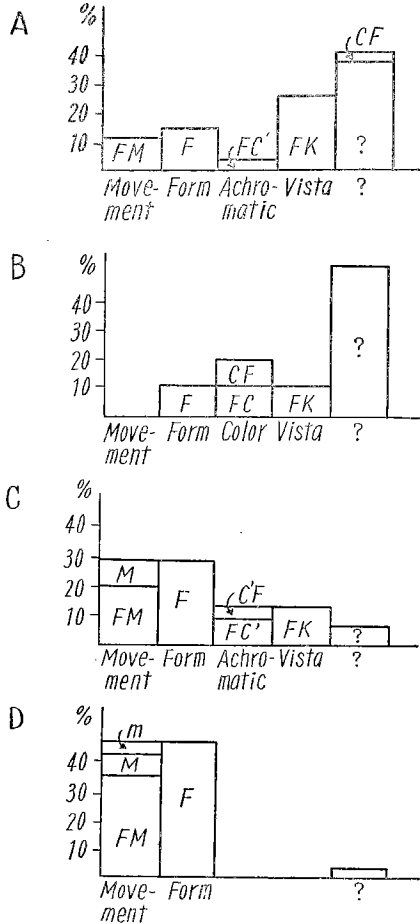 A
%
CF
40
30
20
10
FM
F
FC'
FK
?
Move-
ment
Form
Achro-
matic
Vista
?
B
%
40
30
20
10
CF
F
FC
FK
?
Move-
ment
Form
Color
Vista
?
C
%
40
30
20
10
M
FM
F
C'F
FC'
FK
?
Move-
ment
Form
Achro-
matic
Vista
?
D
%
m
40
30
20
10
M
FM
F
Move-
ment
Form
?